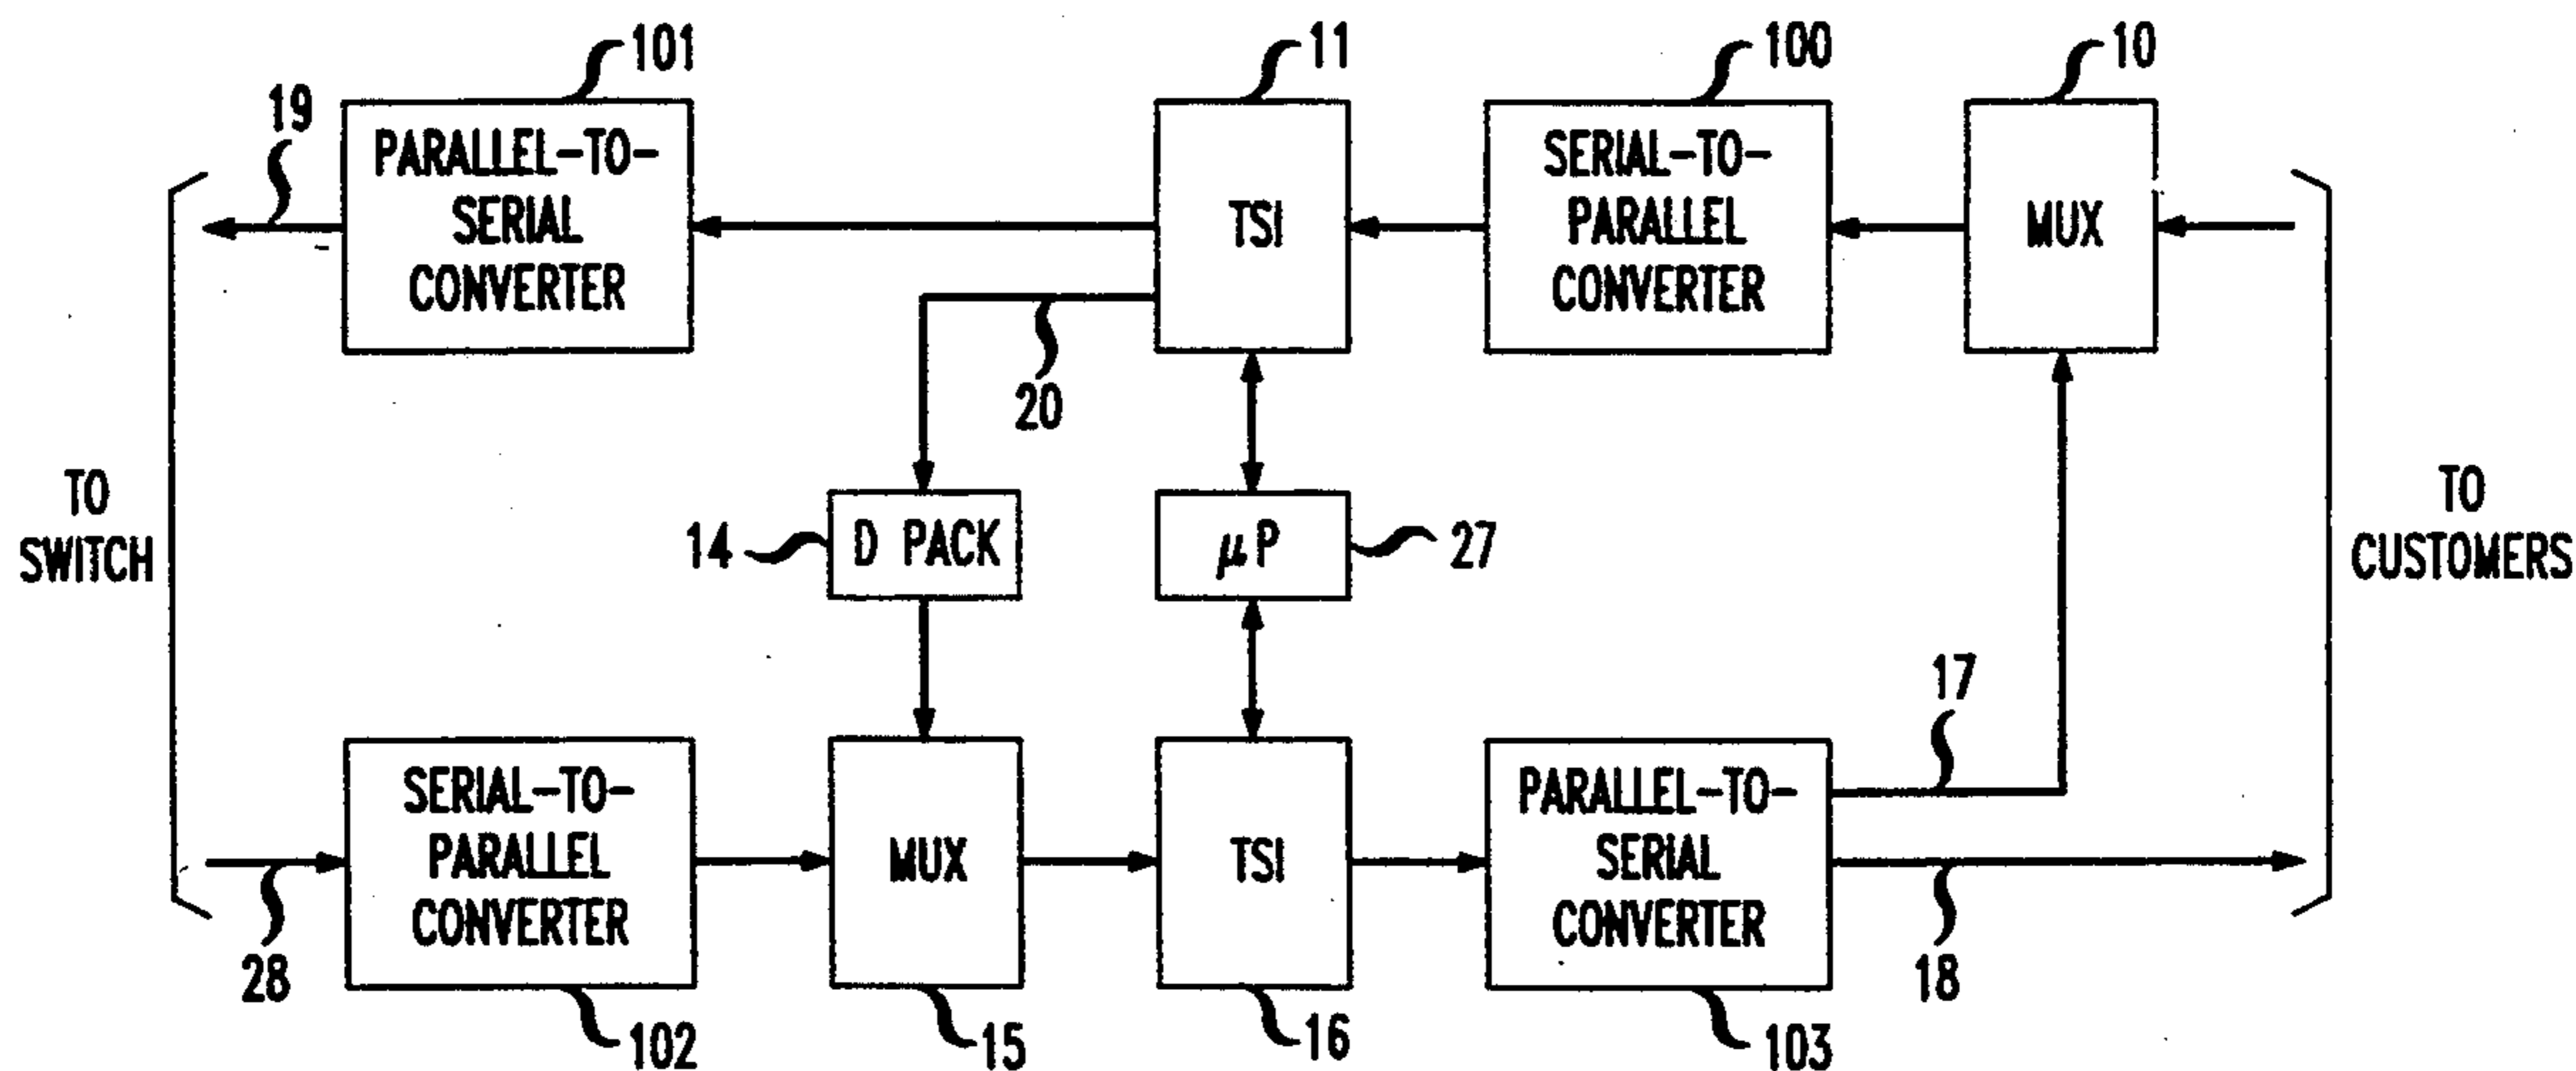 101
11
100
10
19
PARALLEL-TO-
SERIAL
CONVERTER
TSI
SERIAL-TO-
PARALLEL
CONVERTER
MUX
20
TO
SWITCH
14
D PACK
μP
27
TO
CUSTOMERS
17
SERIAL-TO-
PARALLEL
CONVERTER
MUX
TSI
PARALLEL-TO-
SERIAL
CONVERTER
28
18
102
15
16
103